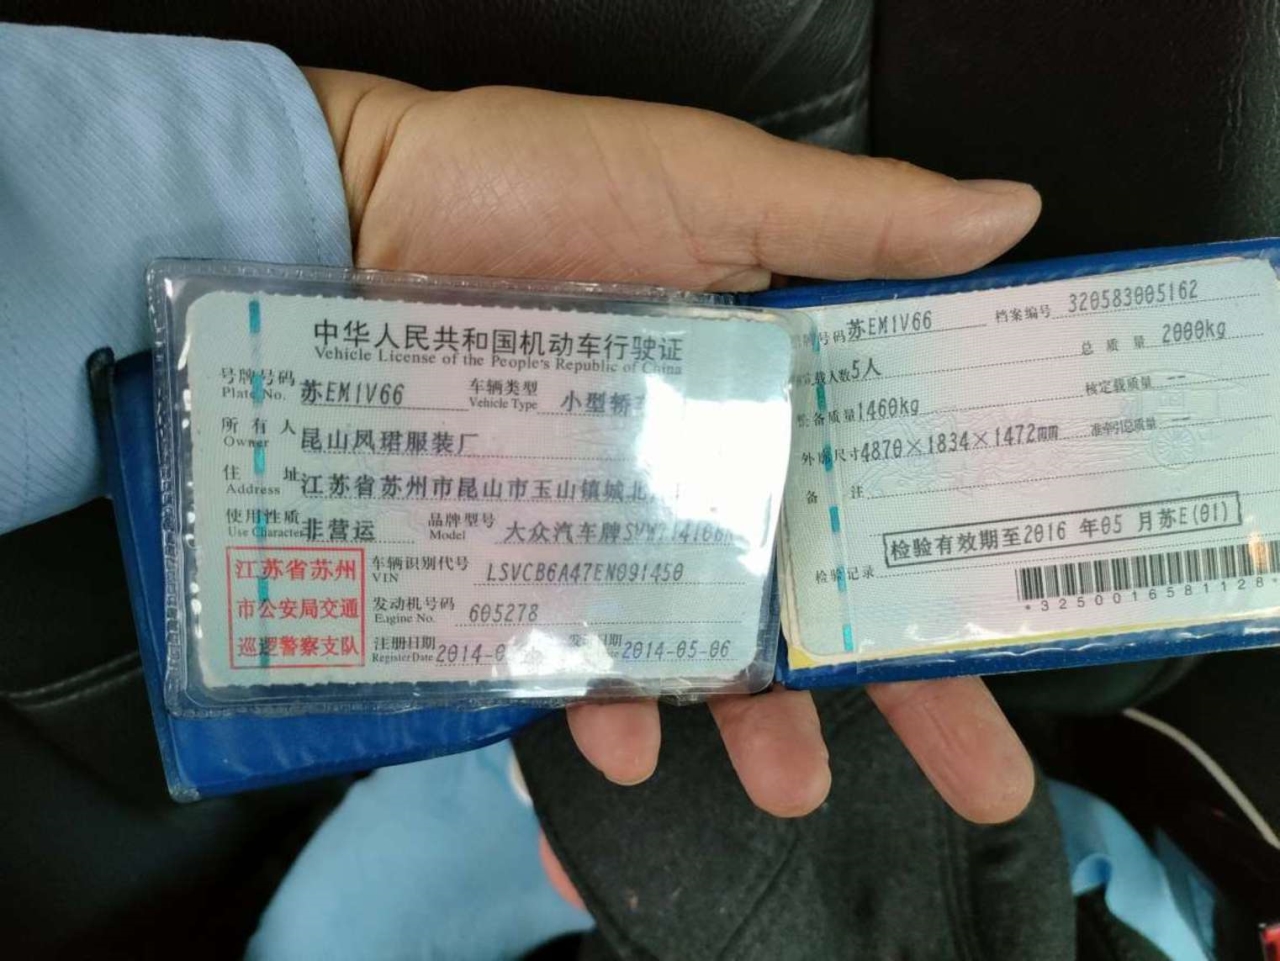 中华人民共和国机动车行驶证
Vehicle License of the People's Republic of China
号牌号码 苏EM1V66 车辆类型 小型轿
Plate No. Vehicle Type
所有人 昆山凤珺服装厂
Owner
住址 江苏省苏州市昆山市玉山镇城北
Address
使用性质 非营运 品牌型号 大众汽车牌
Use Character Model
江苏省苏州
市公安局交通
巡逻警察支队
车辆识别代号 LSVCB6A47EN091450
VIN
发动机号码 605278
Engine No.
注册日期 2014- 2014-05-06
Register Date
号码 苏EM1V66 档案编号 320583005162
载人数 5人 总质量 2000kg
备质量 1460kg 核定载质量 --
外廓尺寸 4870×1834×1472mm 准牵引总质量 --
备注
检验有效期至2016 年05 月苏E(01)
检验记录
*3250016581128*